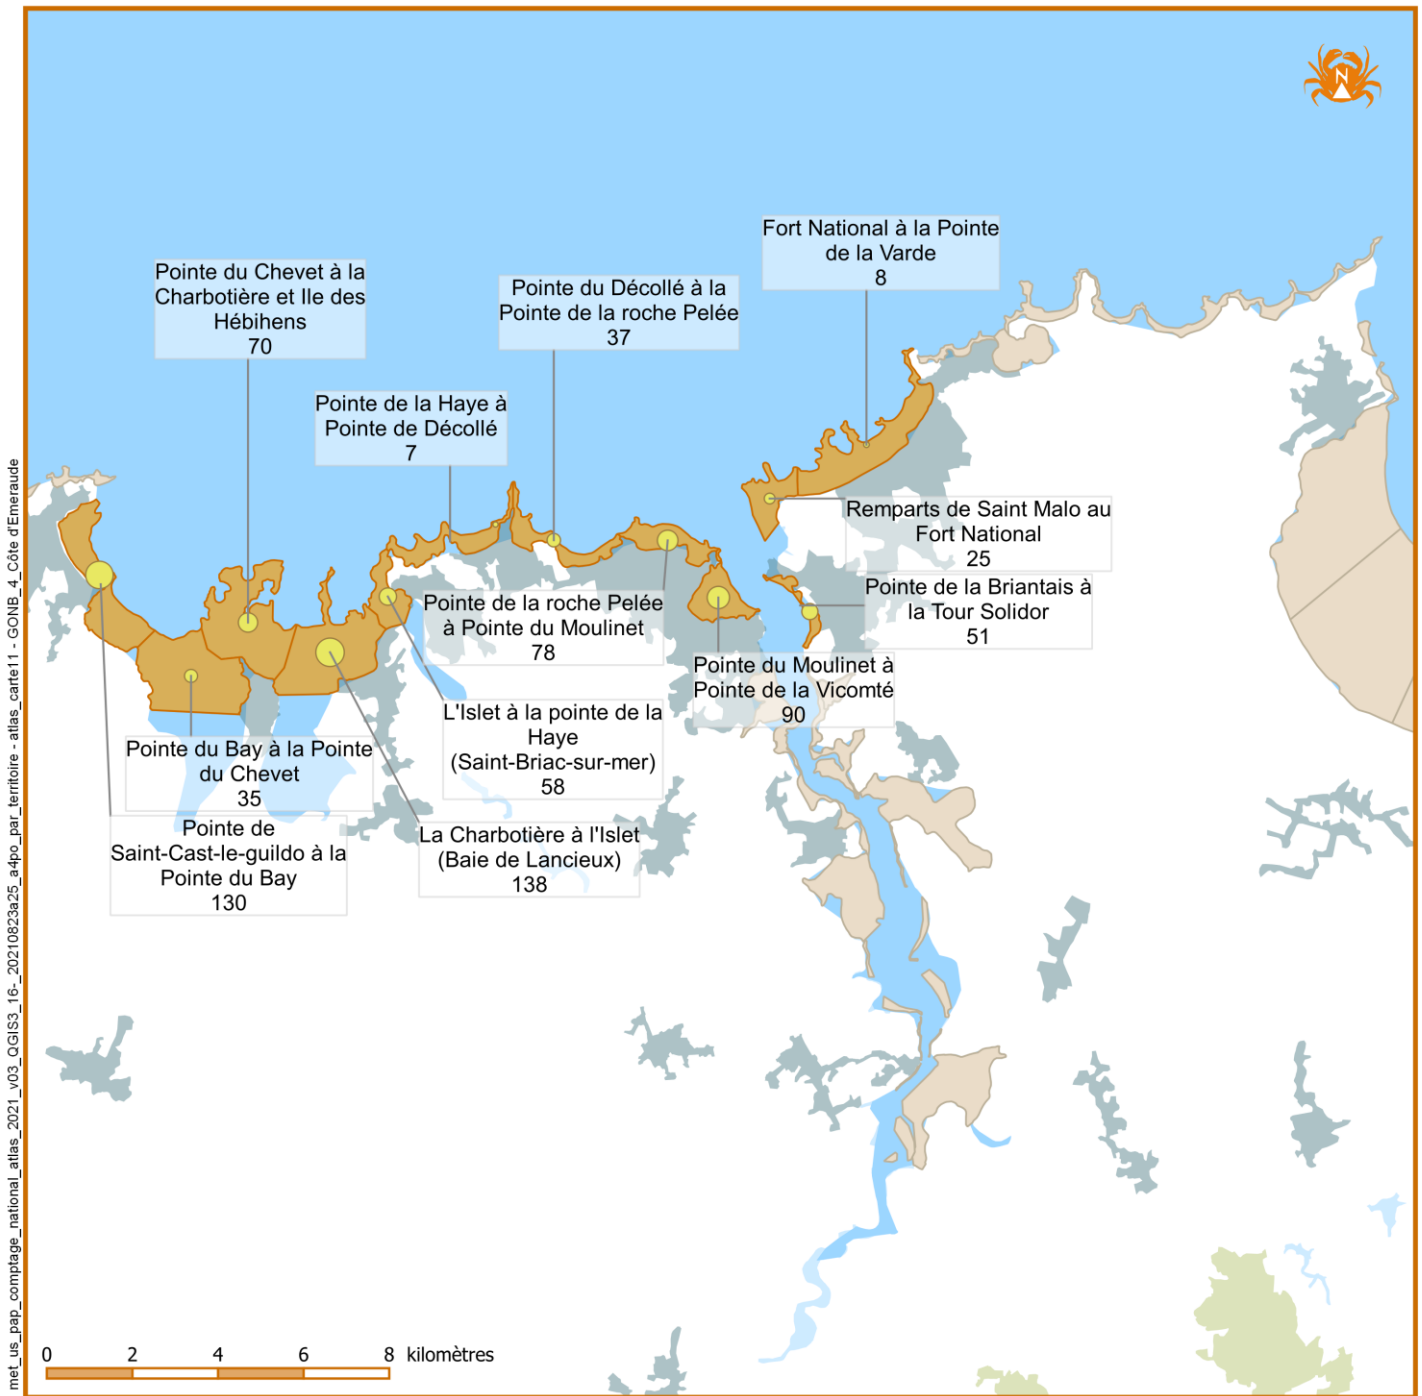 N
Fort National à la Pointe
de la Varde
8
Pointe du Chevet à la
Charbotière et Ile des
Hébihens
70
Pointe du Décollé à la
Pointe de la roche Pelée
37
Pointe de la Haye à
Pointe de Décollé
7
Remparts de Saint Malo au
Fort National
25
Pointe de la Briantais à
la Tour Solidor
51
Pointe de la roche Pelée
à Pointe du Moulinet
78
Pointe du Moulinet à
Pointe de la Vicomté
90
L'Islet à la pointe de la
Haye
(Saint-Briac-sur-mer)
58
Pointe du Bay à la Pointe
du Chevet
35
Pointe de
Saint-Cast-le-guildo à la
Pointe du Bay
130
La Charbotière à l'Islet
(Baie de Lancieux)
138
0 2 4 6 8 kilomètres
met_us_pap_comptage_national_atlas_2021_v03_QGIS3_16-_20210823a25_a4po_par_territoire - atlas_carte11 - GONB_4_Côte d'Emeraude